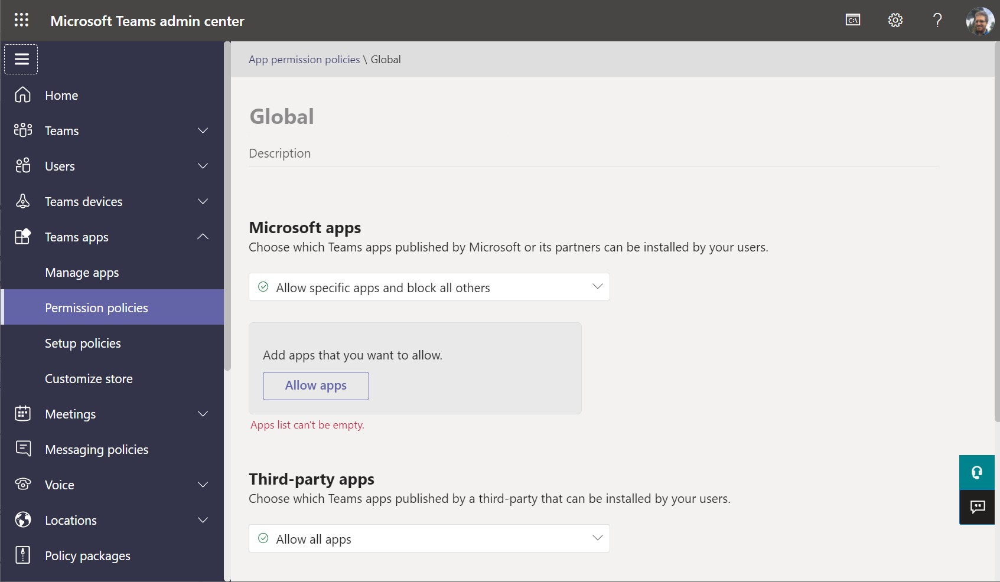 Microsoft Teams admin center
C:\
App permission policies \ Global
Home
Teams
Users
Teams devices
Teams apps
Manage apps
Permission policies
Setup policies
Customize store
Meetings
Messaging policies
Voice
Locations
Policy packages
Global
Description
Microsoft apps
Choose which Teams apps published by Microsoft or its partners can be installed by your users.
Allow specific apps and block all others
Add apps that you want to allow.
Allow apps
Apps list can't be empty.
Third-party apps
Choose which Teams apps published by a third-party that can be installed by your users.
Allow all apps